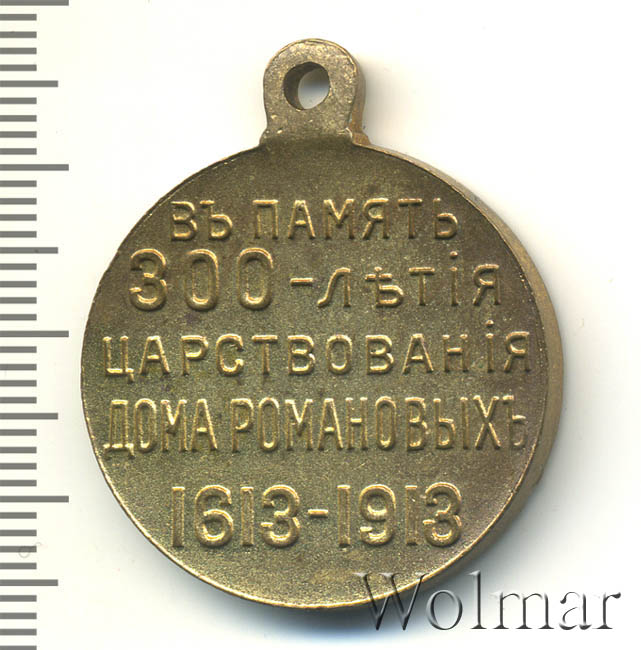 ВЪ ПАМЯТЬ
300-ЛѢТІЯ
ЦАРСТВОВАНІЯ
ДОМА РОМАНОВЫХЪ
1613-1913
Wolmar